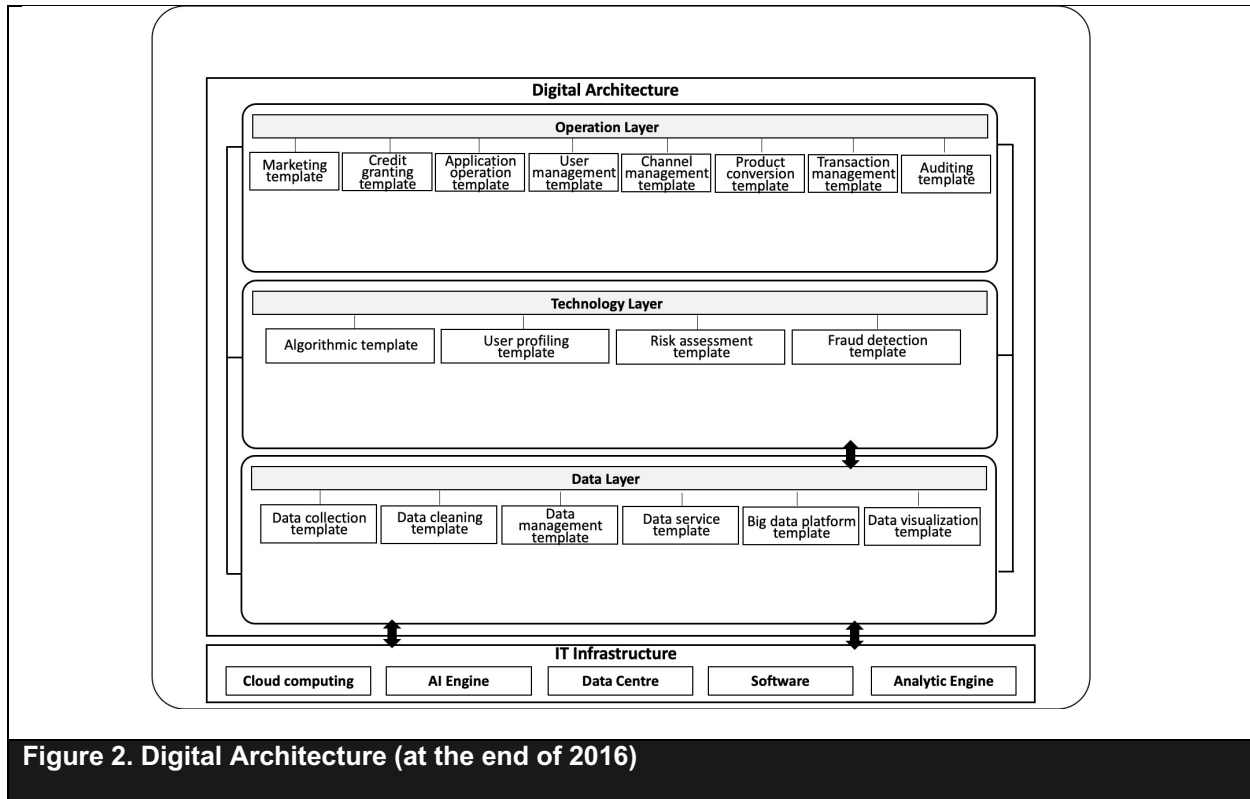 Digital Architecture
Operation Layer
Marketing
template
Credit
granting
template
Application
operation
template
User
management
template
Channel
management
template
Product
conversion
template
Transaction
management
template
Auditing
template
Technology Layer
Algorithmic template
User profiling
template
Risk assessment
template
Fraud detection
template
Data Layer
Data collection
template
Data cleaning
template
Data
management
template
Data service
template
Big data platform
template
Data visualization
template
IT Infrastructure
Cloud computing
AI Engine
Data Centre
Software
Analytic Engine
Figure 2. Digital Architecture (at the end of 2016)